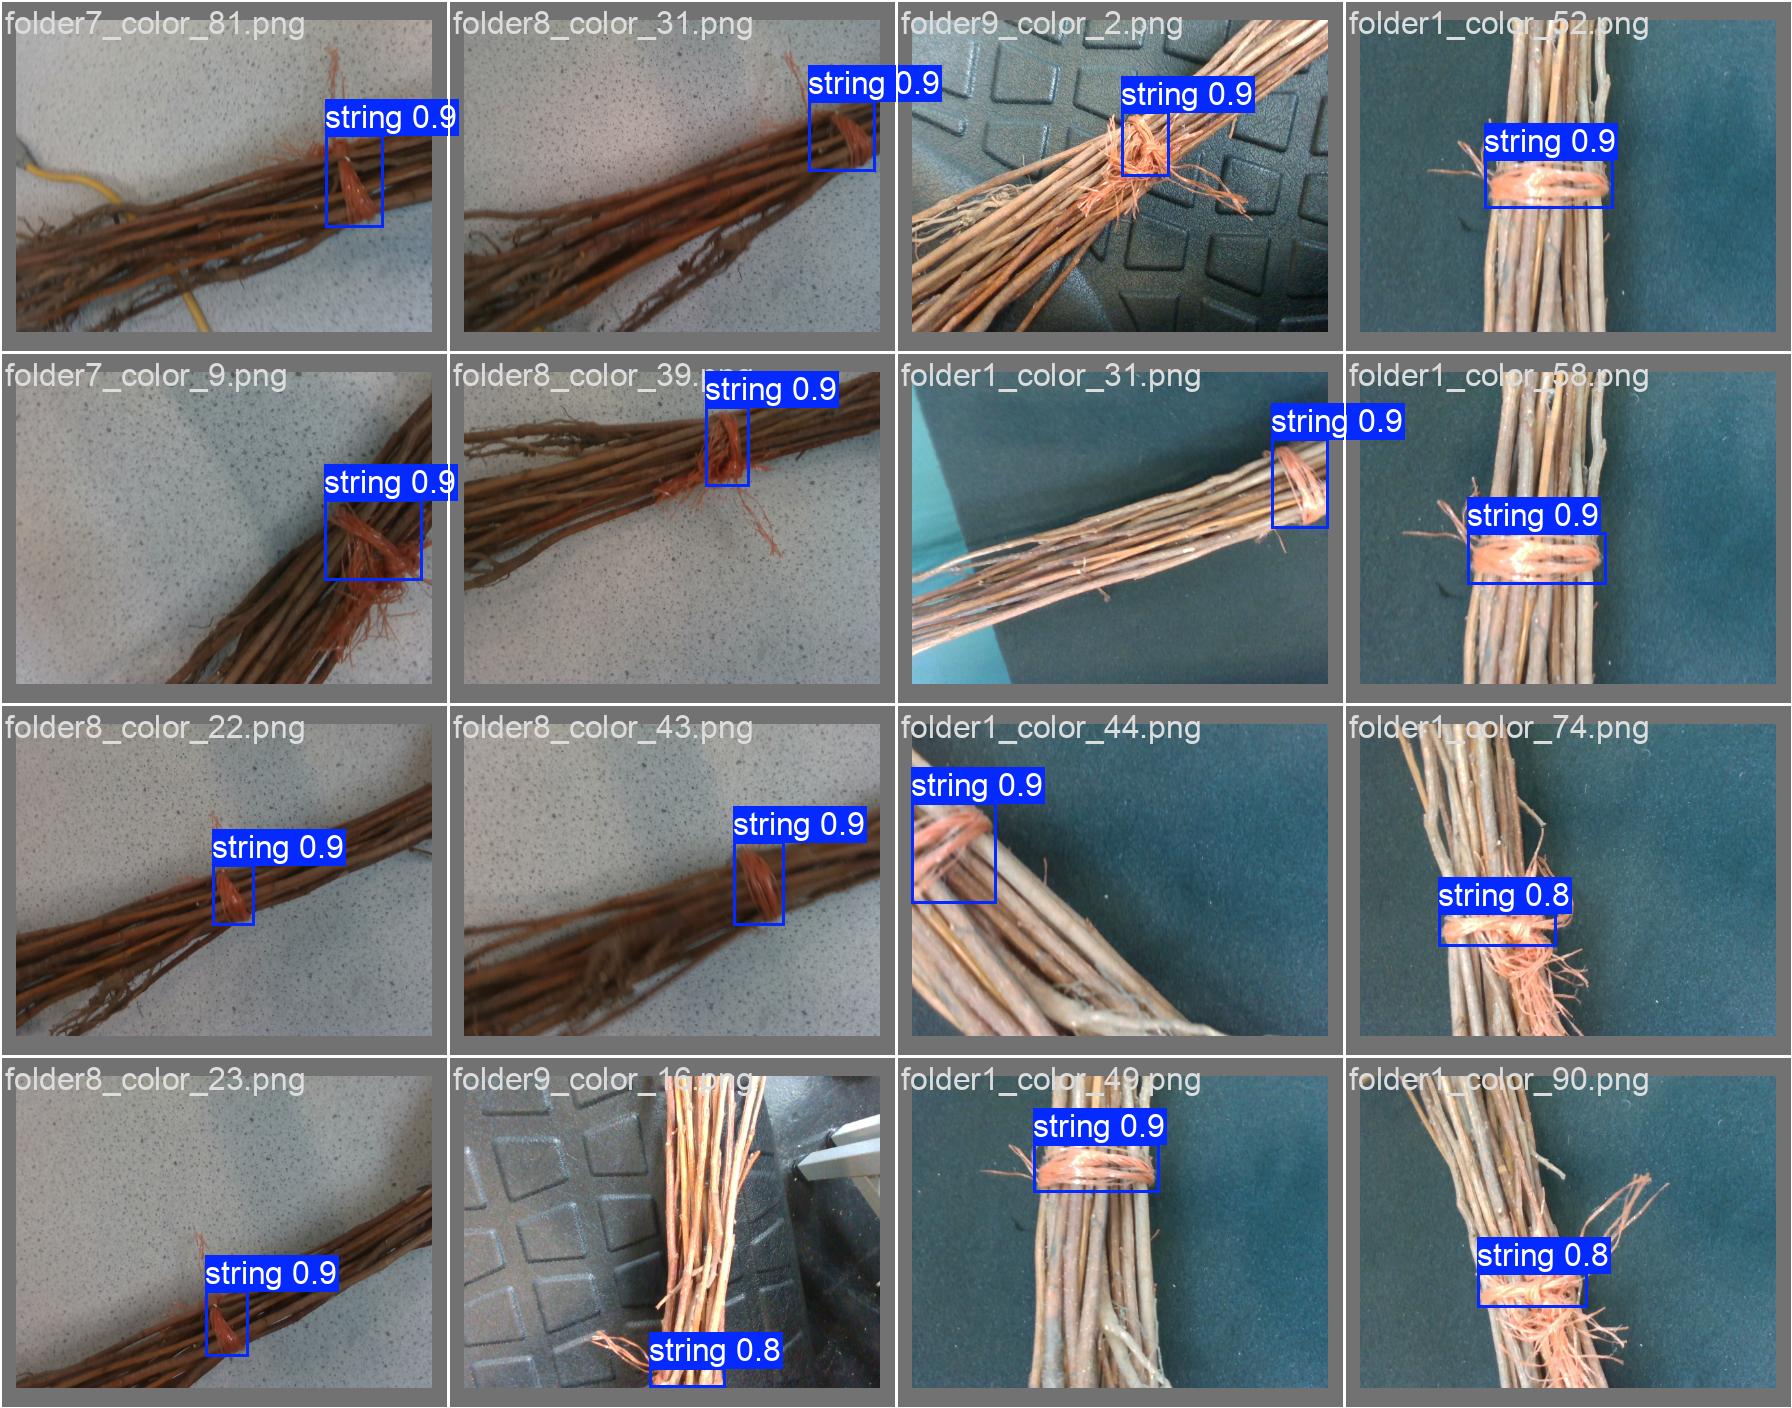 folder7_color_81.png
string 0.9
folder8_color_31.png
string 0.9
folder9_color_2.png
string 0.9
folder1_color_52.png
string 0.9
folder7_color_9.png
string 0.9
folder8_color_39.png
string 0.9
folder1_color_31.png
string 0.9
folder1_color_58.png
string 0.9
folder8_color_22.png
string 0.9
folder8_color_43.png
string 0.9
folder1_color_44.png
string 0.9
folder1_color_74.png
string 0.8
folder8_color_23.png
string 0.9
folder9_color_16.png
string 0.8
folder1_color_49.png
string 0.9
folder1_color_90.png
string 0.8